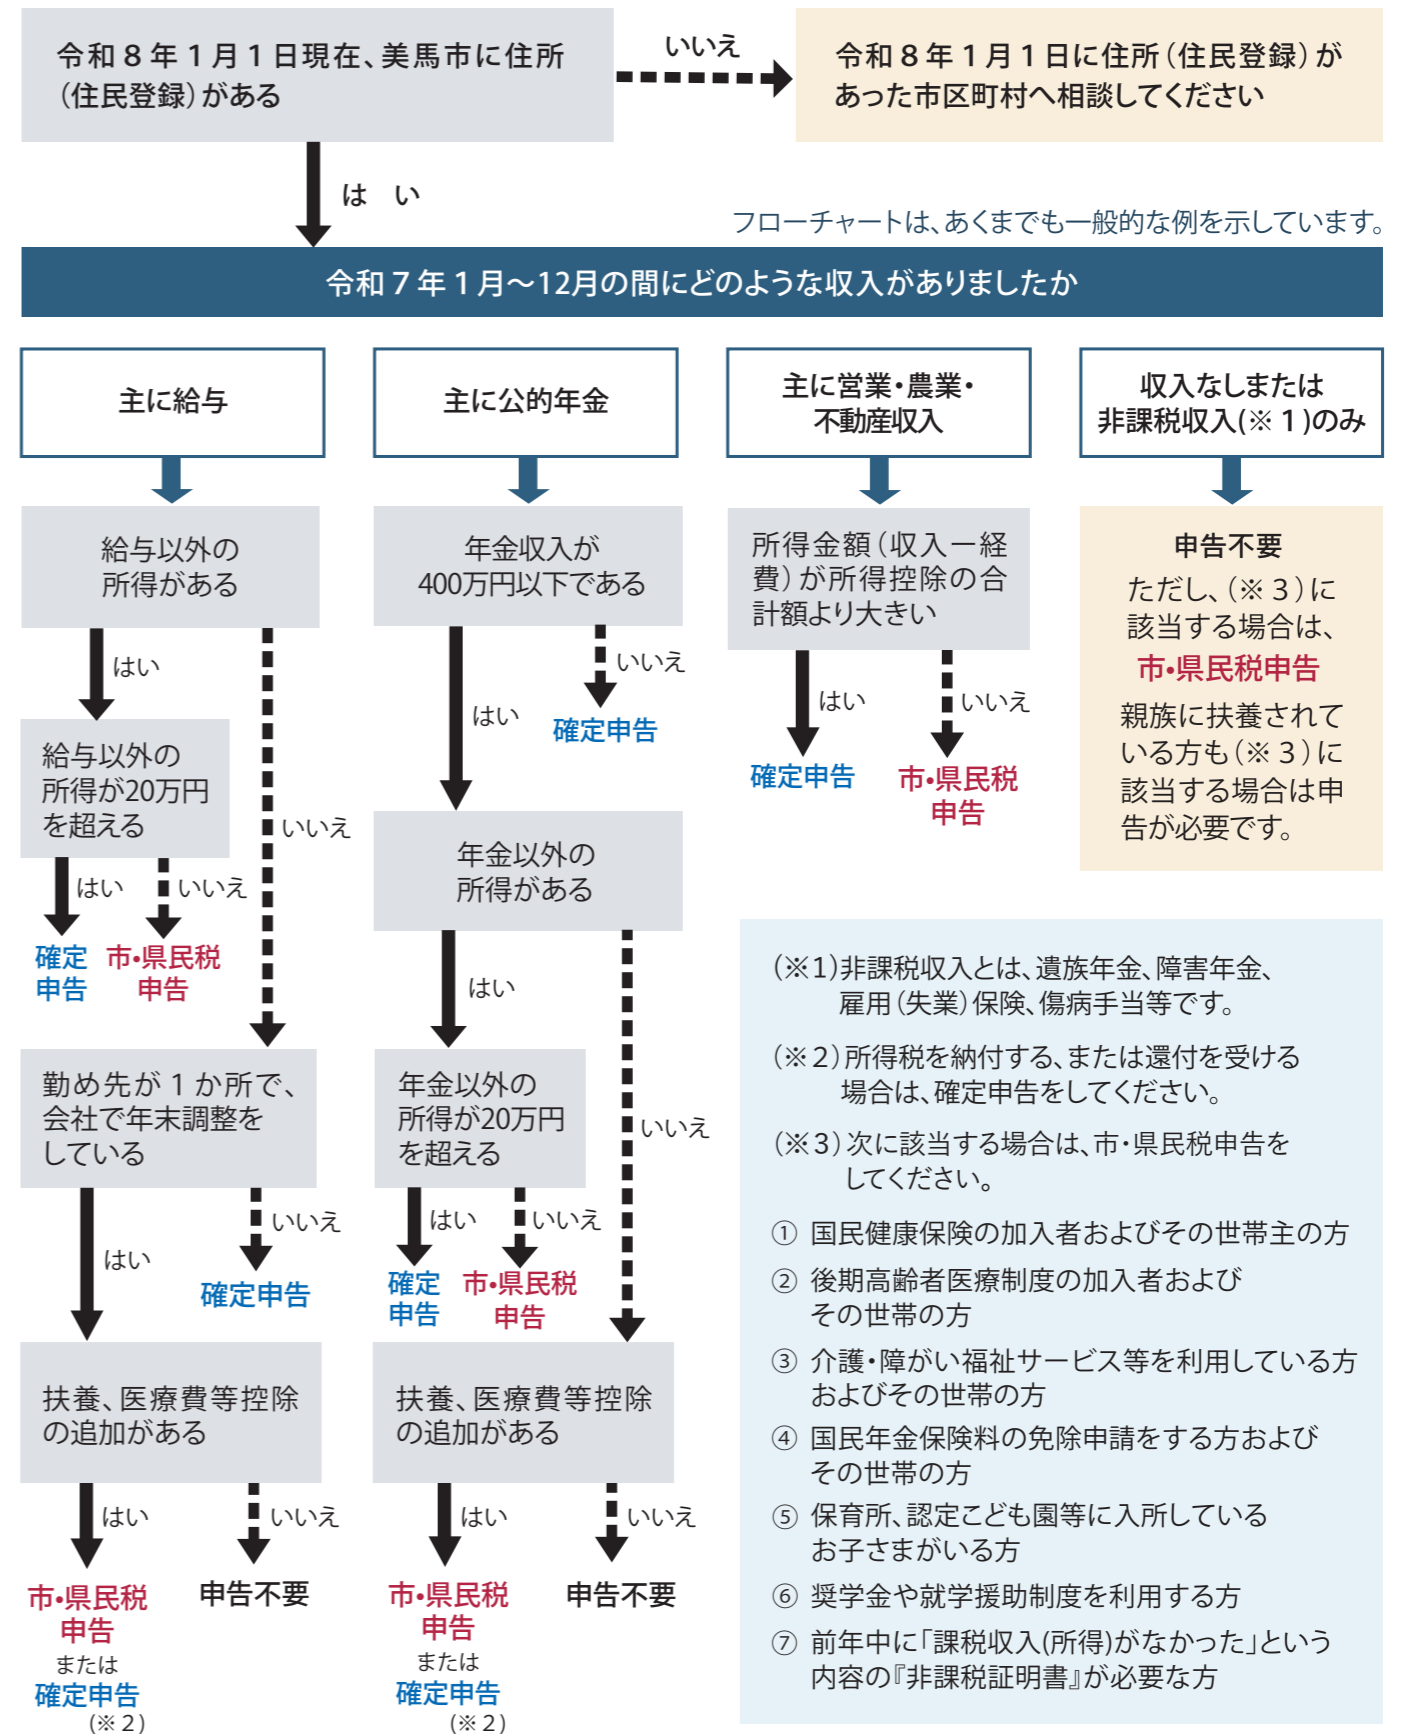 令和８年１月１日現在、美馬市に住所
（住民登録）がある
いいえ
令和８年１月１日に住所（住民登録）が
あった市区町村へ相談してください
はい
フローチャートは、あくまでも一般的な例を示しています。
令和７年１月～12月の間にどのような収入がありましたか
主に給与
給与以外の
所得がある
はい
いいえ
給与以外の
所得が20万円
を超える
はい
いいえ
確定
申告
市・県民税
申告
勤め先が１か所で、
会社で年末調整を
している
はい
いいえ
確定申告
扶養、医療費等控除
の追加がある
はい
いいえ
市・県民税
申告
または
確定申告
(※２)
申告不要
主に公的年金
年金収入が
400万円以下である
はい
いいえ
確定申告
年金以外の
所得がある
はい
いいえ
年金以外の
所得が20万円
を超える
はい
いいえ
確定
申告
市・県民税
申告
扶養、医療費等控除
の追加がある
はい
いいえ
市・県民税
申告
または
確定申告
(※２)
申告不要
主に営業・農業・
不動産収入
所得金額（収入ー経
費）が所得控除の合
計額より大きい
はい
いいえ
確定申告
市・県民税
申告
収入なしまたは
非課税収入(※１)のみ
申告不要
ただし、（※３）に
該当する場合は、
市・県民税申告
親族に扶養されて
いる方も（※３）に
該当する場合は申
告が必要です。
（※1）非課税収入とは、遺族年金、障害年金、
雇用（失業）保険、傷病手当等です。
（※２）所得税を納付する、または還付を受ける
場合は、確定申告をしてください。
（※３）次に該当する場合は、市・県民税申告を
してください。
① 国民健康保険の加入者およびその世帯主の方
② 後期高齢者医療制度の加入者および
その世帯の方
③ 介護・障がい福祉サービス等を利用している方
およびその世帯の方
④ 国民年金保険料の免除申請をする方および
その世帯の方
⑤ 保育所、認定こども園等に入所している
お子さまがいる方
⑥ 奨学金や就学援助制度を利用する方
⑦ 前年中に「課税収入(所得)がなかった」という
内容の『非課税証明書』が必要な方